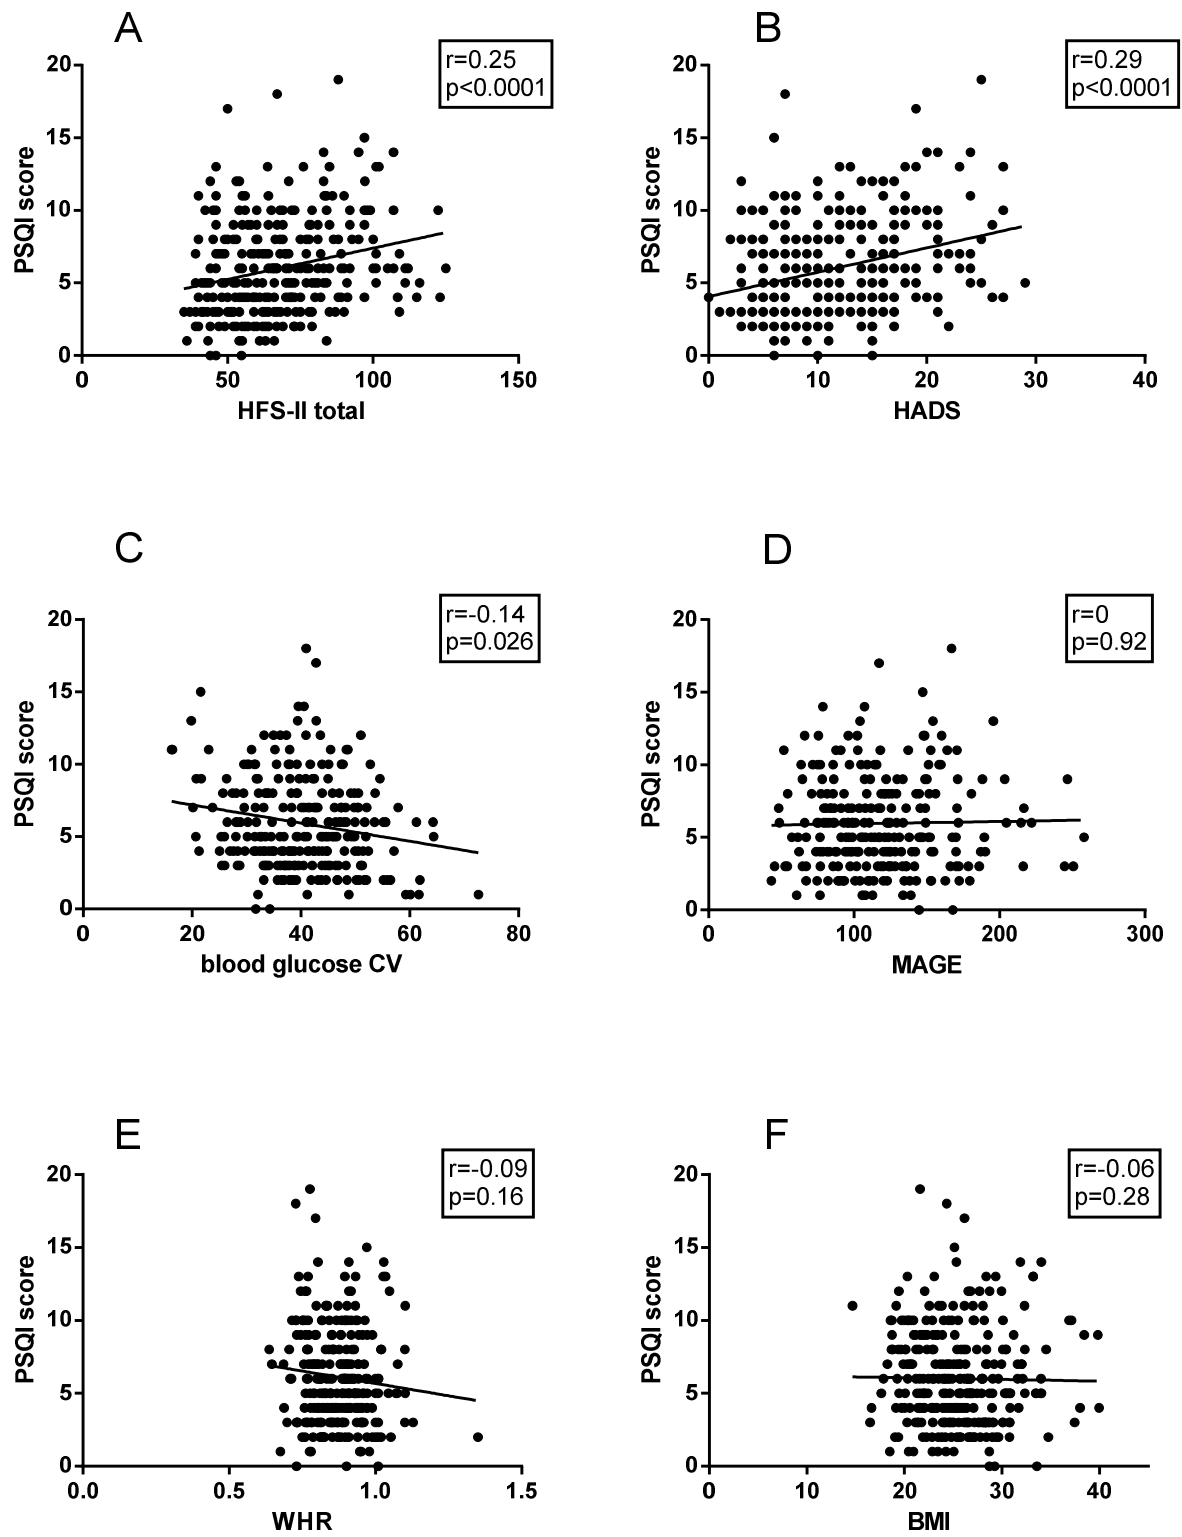 A
r=0.25
p<0.0001
PSQI score
20
15
10
5
0
0 50 100 150
HFS-II total
B
r=0.29
p<0.0001
PSQI score
20
15
10
5
0
0 10 20 30 40
HADS
C
r=-0.14
p=0.026
PSQI score
20
15
10
5
0
0 20 40 60 80
blood glucose CV
D
r=0
p=0.92
PSQI score
20
15
10
5
0
0 100 200 300
MAGE
E
r=-0.09
p=0.16
PSQI score
20
15
10
5
0
0.0 0.5 1.0 1.5
WHR
F
r=-0.06
p=0.28
PSQI score
20
15
10
5
0
0 10 20 30 40
BMI